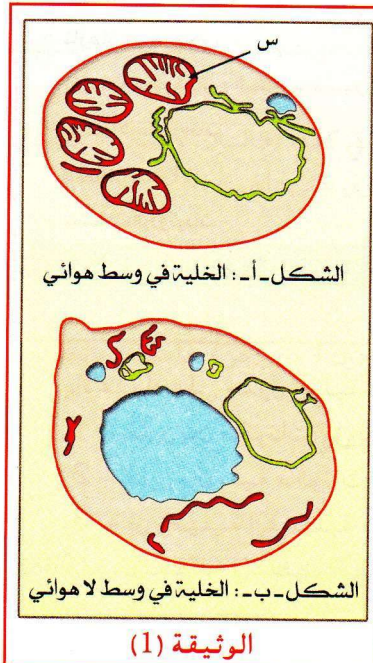 س
الشكل ـ أ ـ : الخلية في وسط هوائي
الشكل ـ ب ـ : الخلية في وسط لا هوائي
الوثيقة (1)